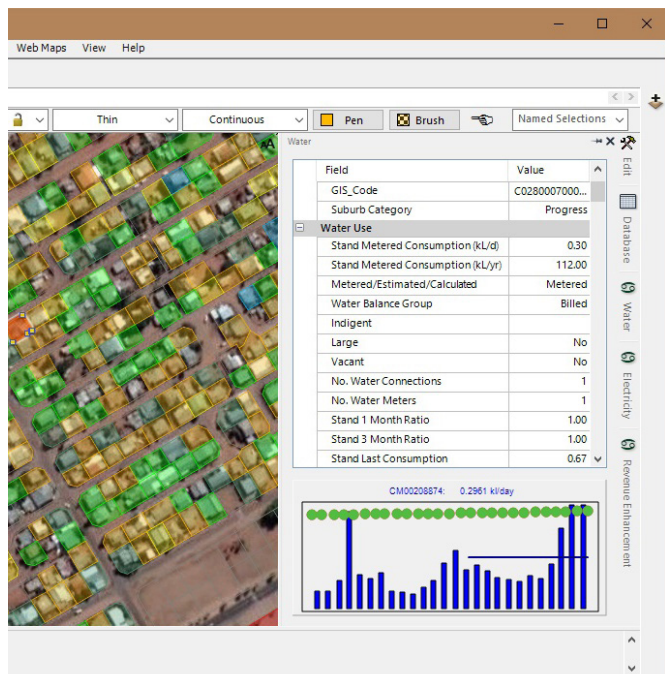 Web Maps View Help
Thin Continuous Pen Brush Named Selections
A
Water
Field Value
GIS_Code C0280007000...
Suburb Category Progress
Water Use
Stand Metered Consumption (kL/d) 0.30
Stand Metered Consumption (kL/yr) 112.00
Metered/Estimated/Calculated Metered
Water Balance Group Billed
Indigent
Large No
Vacant No
No. Water Connections 1
No. Water Meters 1
Stand 1 Month Ratio 1.00
Stand 3 Month Ratio 1.00
Stand Last Consumption 0.67
CM00208874: 0.2961 kl/day
Edit
Database
Water
Electricity
Revenue Enhancement